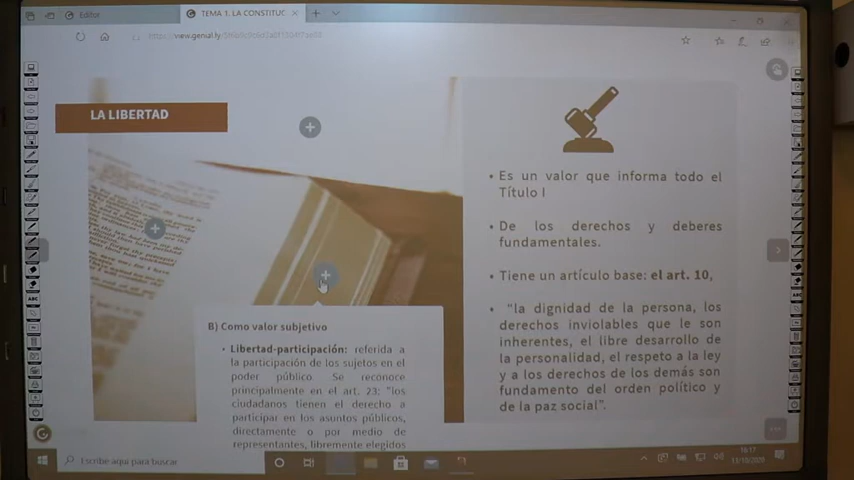 Editor
TEMA 1. LA CONSTITUC
LA LIBERTAD
• Es un valor que informa todo el
Título I
• De los derechos y deberes
fundamentales.
• Tiene un artículo base: el art. 10,
• “la dignidad de la persona, los
derechos inviolables que le son
inherentes, el libre desarrollo de
la personalidad, el respeto a la ley
y a los derechos de los demás son
fundamento del orden político y
de la paz social”.
B) Como valor subjetivo
• Libertad-participación: referida a
la participación de los sujetos en el
poder público. Se reconoce
principalmente en el art. 23: “los
ciudadanos tienen el derecho a
participar en los asuntos públicos,
directamente o por medio de
representantes, libremente elegidos
ABC
Escribe aquí para buscar
16:17